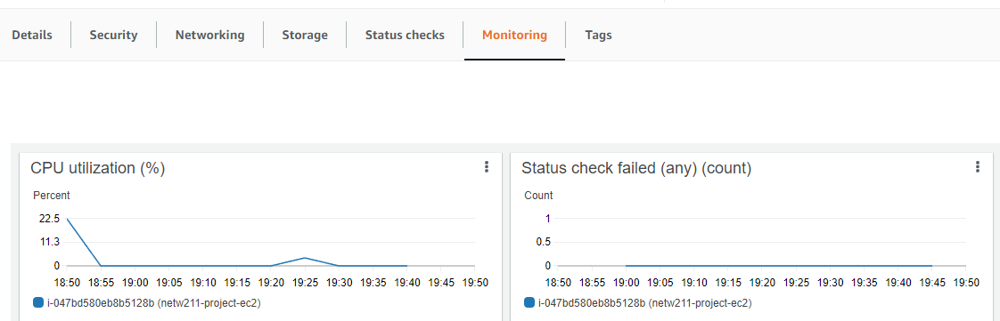 Details Security Networking Storage Status checks Monitoring Tags
CPU utilization (%)
Percent
22.5
11.3
0
18:50 18:55 19:00 19:05 19:10 19:15 19:20 19:25 19:30 19:35 19:40 19:45 19:50
i-047bd580eb8b5128b (netw211-project-ec2)
Status check failed (any) (count)
Count
1
0.5
0
18:50 18:55 19:00 19:05 19:10 19:15 19:20 19:25 19:30 19:35 19:40 19:45 19:50
i-047bd580eb8b5128b (netw211-project-ec2)